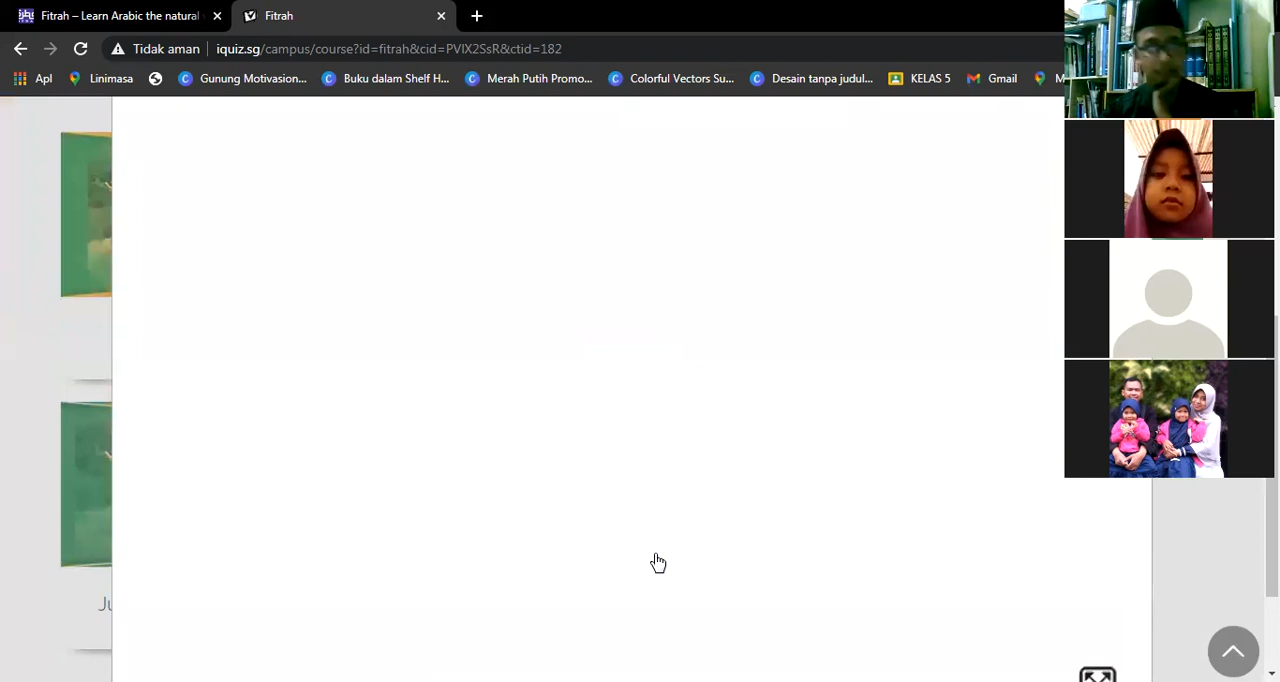 Fitrah – Learn Arabic the natural
Fitrah
Tidak aman
iquiz.sg/campus/course?id=fitrah&cid=PVIX2SsR&ctid=182
Apl
Linimasa
Gunung Motivasion...
Buku dalam Shelf H...
Merah Putih Promo...
Colorful Vectors Su...
Desain tanpa judul...
KELAS 5
Gmail
M
Ju